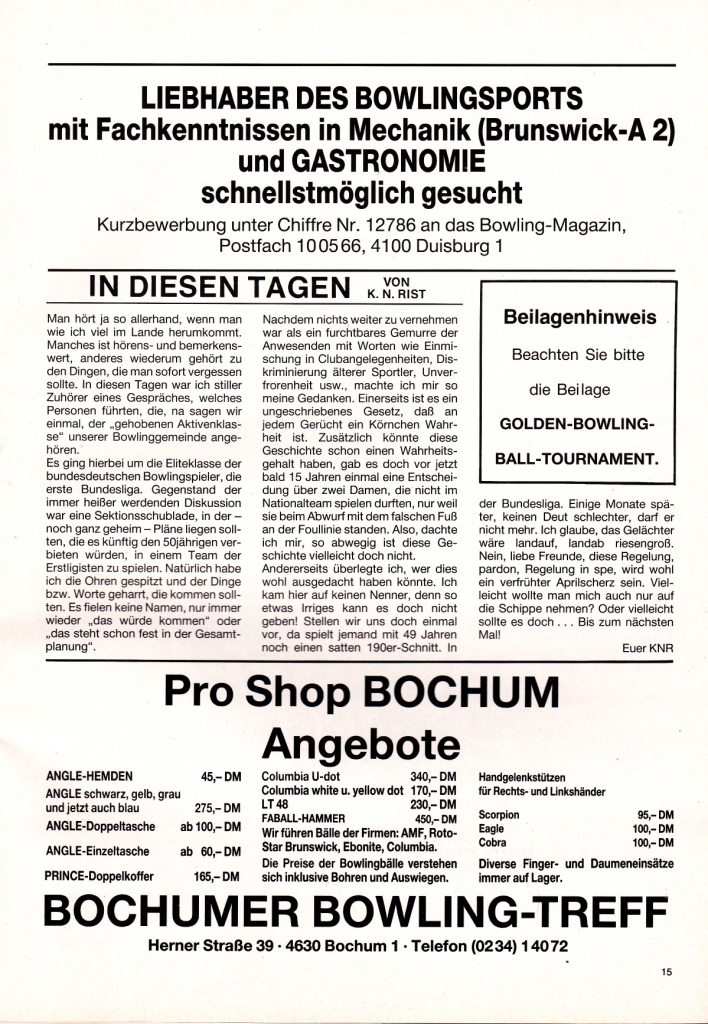 LIEBHABER DES BOWLINGSPORTS
mit Fachkenntnissen in Mechanik (Brunswick-A 2)
und GASTRONOMIE
schnellstmöglich gesucht
Kurzbewerbung unter Chiffre Nr. 12786 an das Bowling-Magazin,
Postfach 10 05 66, 4100 Duisburg 1
IN DIESEN TAGEN VON
K. N. RIST
Man hört ja so allerhand, wenn man
wie ich viel im Lande herumkommt.
Manches ist hörens- und bemerkens-
wert, anderes wiederum gehört zu
den Dingen, die man sofort vergessen
sollte. In diesen Tagen war ich stiller
Zuhörer eines Gespräches, welches
Personen führten, die, na sagen wir
einmal, der „gehobenen Aktivenklas-
se“ unserer Bowlinggemeinde ange-
hören.
Es ging hierbei um die Eliteklasse der
bundesdeutschen Bowlingspieler, die
erste Bundesliga. Gegenstand der
immer heißer werdenden Diskussion
war eine Sektionsschublade, in der –
noch ganz geheim – Pläne liegen soll-
ten, die es künftig den 50jährigen ver-
bieten würden, in einem Team der
Erstligisten zu spielen. Natürlich habe
ich die Ohren gespitzt und der Dinge
bzw. Worte geharrt, die kommen soll-
ten. Es fielen keine Namen, nur immer
wieder „das würde kommen“ oder
„das steht schon fest in der Gesamt-
planung“.
Nachdem nichts weiter zu vernehmen
war als ein furchtbares Gemurre der
Anwesenden mit Worten wie Einmi-
schung in Clubangelegenheiten, Dis-
kriminierung älterer Sportler, Unver-
frorenheit usw., machte ich mir so
meine Gedanken. Einerseits ist es ein
ungeschriebenes Gesetz, daß an
jedem Gerücht ein Körnchen Wahr-
heit ist. Zusätzlich könnte diese
Geschichte schon einen Wahrheits-
gehalt haben, gab es doch vor jetzt
bald 15 Jahren einmal eine Entschei-
dung über zwei Damen, die nicht im
Nationalteam spielen durften, nur weil
sie beim Abwurf mit dem falschen Fuß
an der Foullinie standen. Also, dachte
ich mir, so abwegig ist diese Ge-
schichte vielleicht doch nicht.
Andererseits überlegte ich, wer dies
wohl ausgedacht haben könnte. Ich
kam hier auf keinen Nenner, denn so
etwas Irriges kann es doch nicht
geben! Stellen wir uns doch einmal
vor, da spielt jemand mit 49 Jahren
noch einen satten 190er-Schnitt. In
Beilagenhinweis
Beachten Sie bitte
die Beilage
GOLDEN-BOWLING-
BALL-TOURNAMENT.
der Bundesliga. Einige Monate spä-
ter, keinen Deut schlechter, darf er
nicht mehr. Ich glaube, das Gelächter
wäre landauf, landab riesengroß.
Nein, liebe Freunde, diese Regelung,
pardon, Regelung in spe, wird wohl
ein verfrühter Aprilscherz sein. Viel-
leicht wollte man mich auch nur auf
die Schippe nehmen? Oder vielleicht
sollte es doch . . . Bis zum nächsten
Mal!
Euer KNR
Pro Shop BOCHUM
Angebote
ANGLE-HEMDEN 45,– DM
ANGLE schwarz, gelb, grau
und jetzt auch blau 275,– DM
ANGLE-Doppeltasche ab 100,– DM
ANGLE-Einzeltasche ab 60,– DM
PRINCE-Doppelkoffer 165,– DM
Columbia U-dot 340,– DM
Columbia white u. yellow dot 170,– DM
LT 48 230,– DM
FABALL-HAMMER 450,– DM
Wir führen Bälle der Firmen: AMF, Roto-
Star Brunswick, Ebonite, Columbia.
Die Preise der Bowlingbälle verstehen
sich inklusive Bohren und Auswiegen.
Handgelenkstützen
für Rechts- und Linkshänder
Scorpion 95,– DM
Eagle 100,– DM
Cobra 100,– DM
Diverse Finger- und Daumeneinsätze
immer auf Lager.
BOCHUMER BOWLING-TREFF
Herner Straße 39 · 4630 Bochum 1 · Telefon (02 34) 1 40 72
15